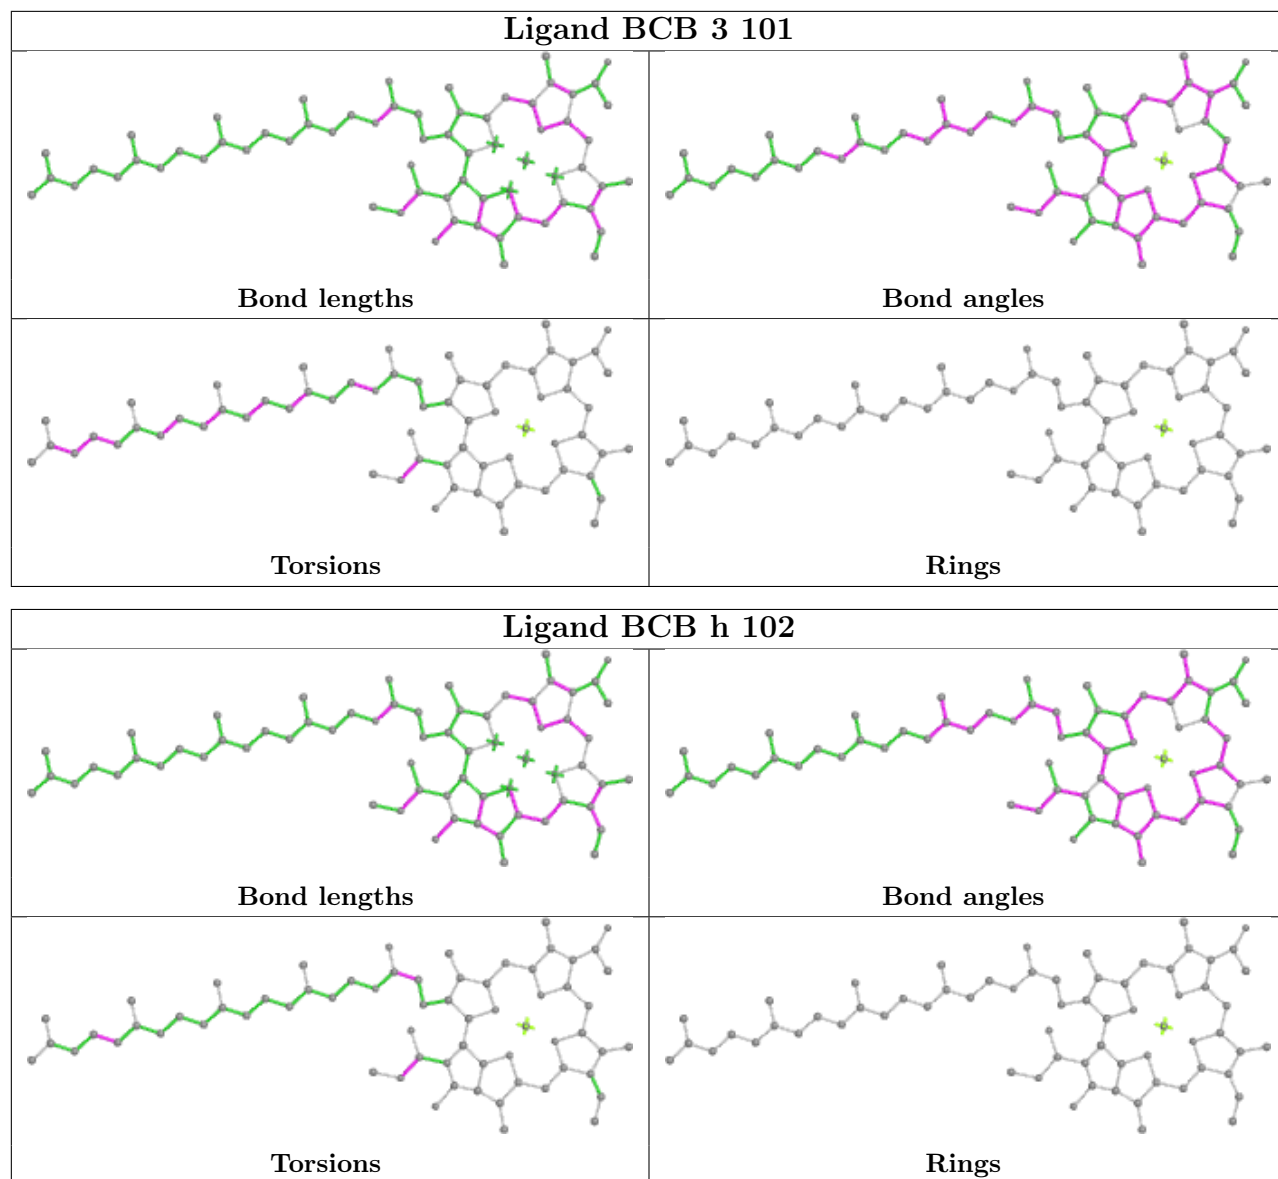 Ligand BCB 3 101
Bond lengths
Bond angles
Torsions
Rings
Ligand BCB h 102
Bond lengths
Bond angles
Torsions
Rings